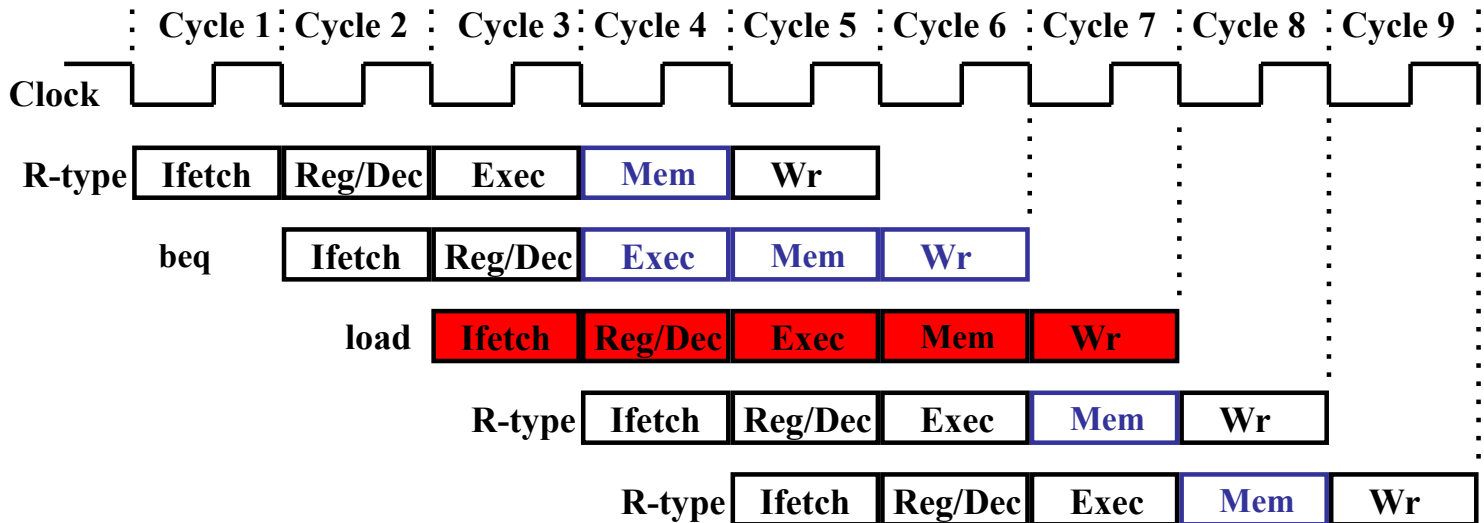 Cycle 1 Cycle 2 Cycle 3 Cycle 4 Cycle 5 Cycle 6 Cycle 7 Cycle 8 Cycle 9
Clock
R-type Ifetch Reg/Dec Exec Mem Wr
beq Ifetch Reg/Dec Exec Mem Wr
load Ifetch Reg/Dec Exec Mem Wr
R-type Ifetch Reg/Dec Exec Mem Wr
R-type Ifetch Reg/Dec Exec Mem Wr